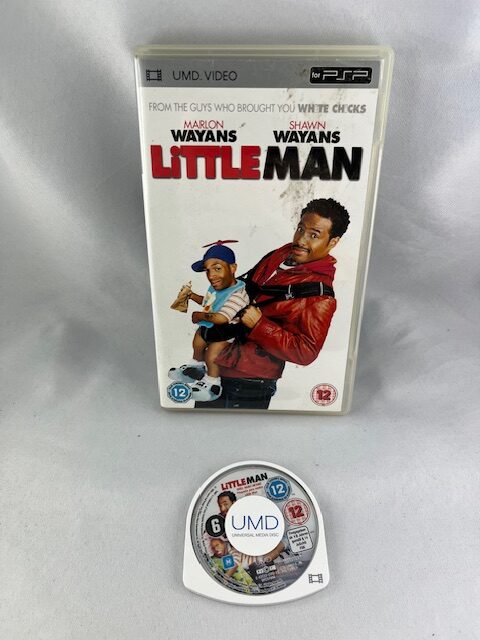 UMD. VIDEO
for PSP
FROM THE GUYS WHO BROUGHT YOU WHITE CHICKS
MARLON SHAWN
WAYANS WAYANS
LiTTLEMAN
12 12
LiTTLEMAN
12
6
12
UMD
UNIVERSAL MEDIA DISC